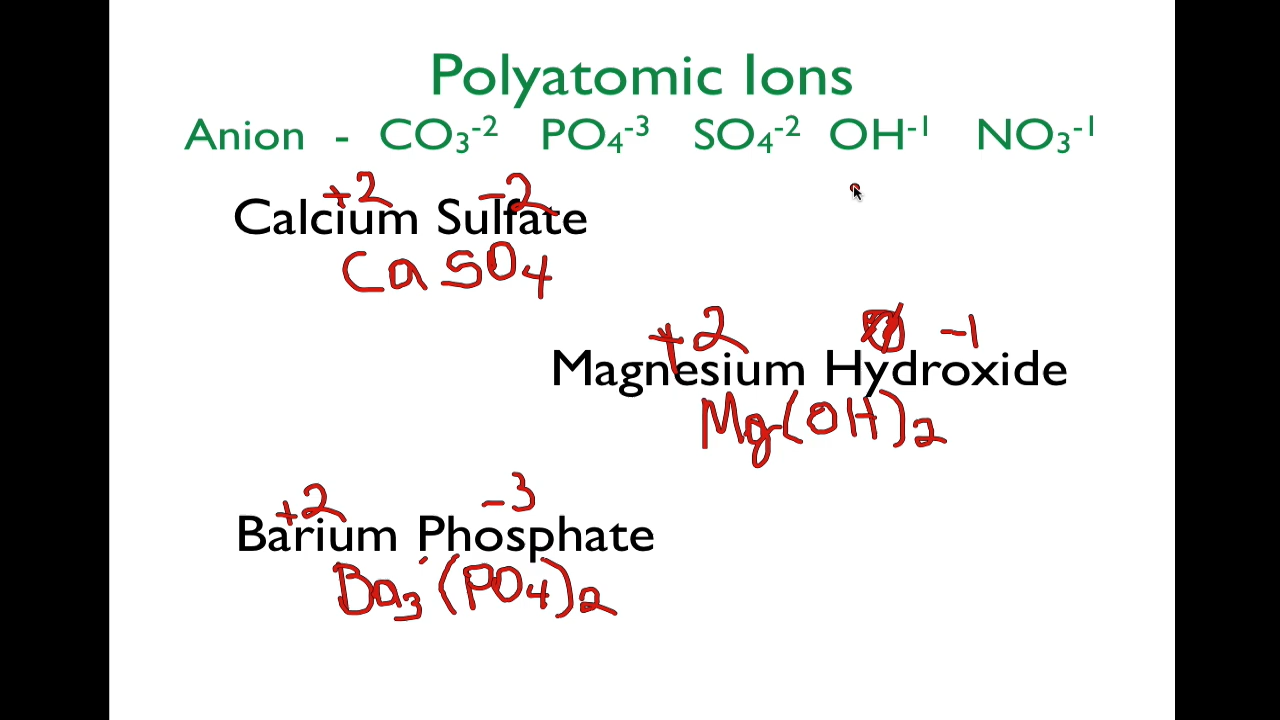 Polyatomic Ions
Anion - CO₃⁻² PO₄⁻³ SO₄⁻² OH⁻¹ NO₃⁻¹
+2 -2
Calcium Sulfate
CaSO₄
+2 -1
Magnesium Hydroxide
Mg(OH)₂
+2 -3
Barium Phosphate
Ba₃(PO₄)₂